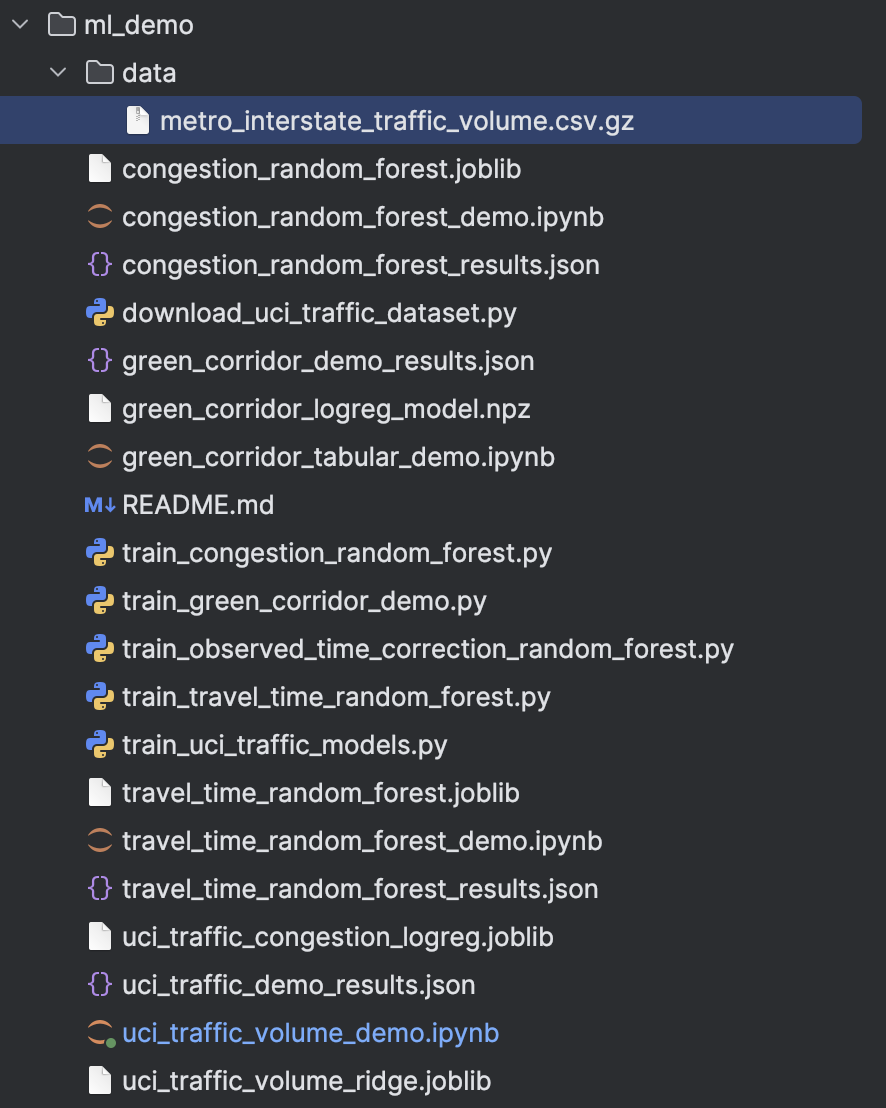 ml_demo
data
metro_interstate_traffic_volume.csv.gz
congestion_random_forest.joblib
congestion_random_forest_demo.ipynb
{} congestion_random_forest_results.json
download_uci_traffic_dataset.py
{} green_corridor_demo_results.json
green_corridor_logreg_model.npz
green_corridor_tabular_demo.ipynb
M↓ README.md
train_congestion_random_forest.py
train_green_corridor_demo.py
train_observed_time_correction_random_forest.py
train_travel_time_random_forest.py
train_uci_traffic_models.py
travel_time_random_forest.joblib
travel_time_random_forest_demo.ipynb
{} travel_time_random_forest_results.json
uci_traffic_congestion_logreg.joblib
{} uci_traffic_demo_results.json
uci_traffic_volume_demo.ipynb
uci_traffic_volume_ridge.joblib